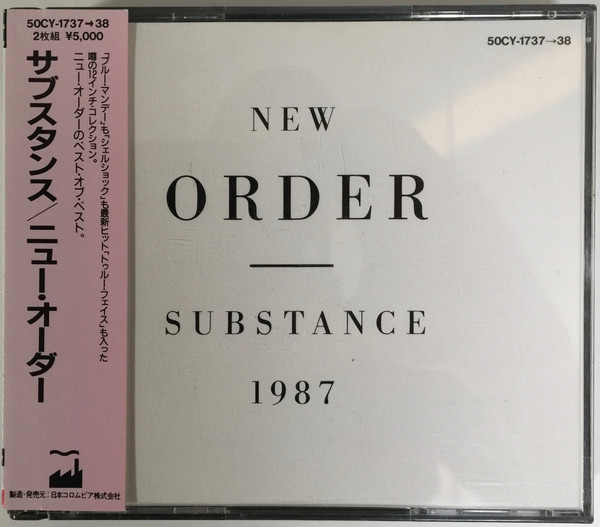 50CY-1737→38
2枚組 ¥5,000
「ブルー・マンデー」も、「シェルショック」も最新ヒット、「トゥルー・フェイス」も入った
噂の12インチ・コレクション。
ニュー・オーダーのベスト・オブ・ベスト。
サブスタンス/ニュー・オーダー
製造・発売元:日本コロムビア株式会社
50CY-1737→38
NEW
ORDER
SUBSTANCE
1987